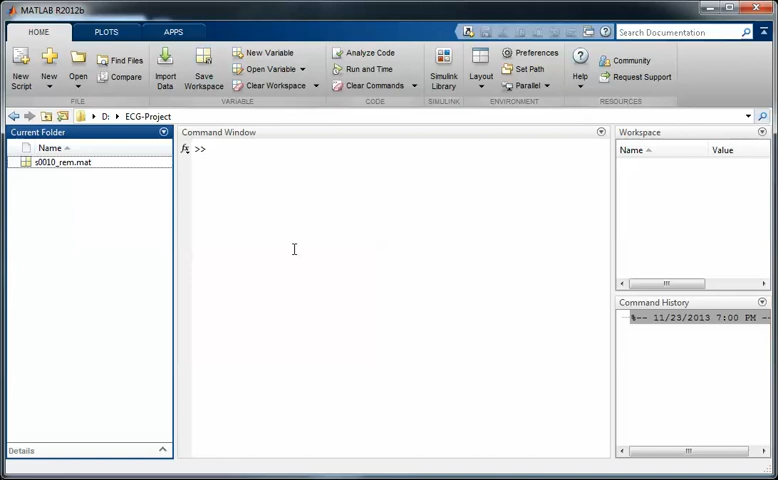 MATLAB R2012b
HOME PLOTS APPS
Search Documentation
New Script
New
Open
Find Files
Compare
Import Data
Save Workspace
New Variable
Open Variable
Clear Workspace
Analyze Code
Run and Time
Clear Commands
Simulink Library
Layout
Preferences
Set Path
Parallel
Help
Community
Request Support
FILE VARIABLE CODE SIMULINK ENVIRONMENT RESOURCES
D: ECG-Project
Current Folder
Name
s0010_rem.mat
Details
Command Window
fx >>
Workspace
Name Value
Command History
%-- 11/23/2013 7:00 PM --